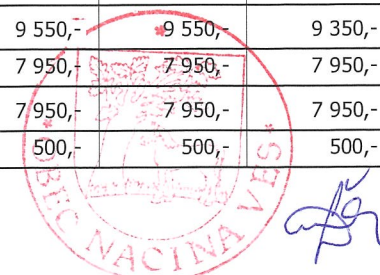 9 550,- 9 550,- 9 350,-
7 950,- 7 950,- 7 950,-
7 950,- 7 950,- 7 950,-
500,- 500,- 500,-
* OBEC NACINA VES *